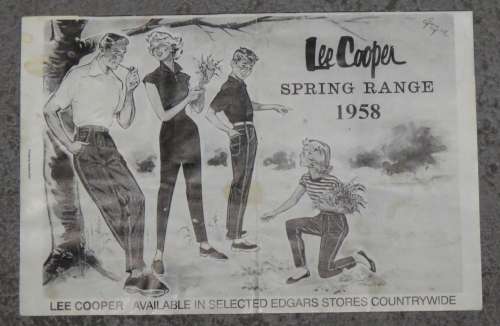 Lee Cooper
SPRING RANGE
1958
LEE COOPER AVAILABLE IN SELECTED EDGARS STORES COUNTRYWIDE